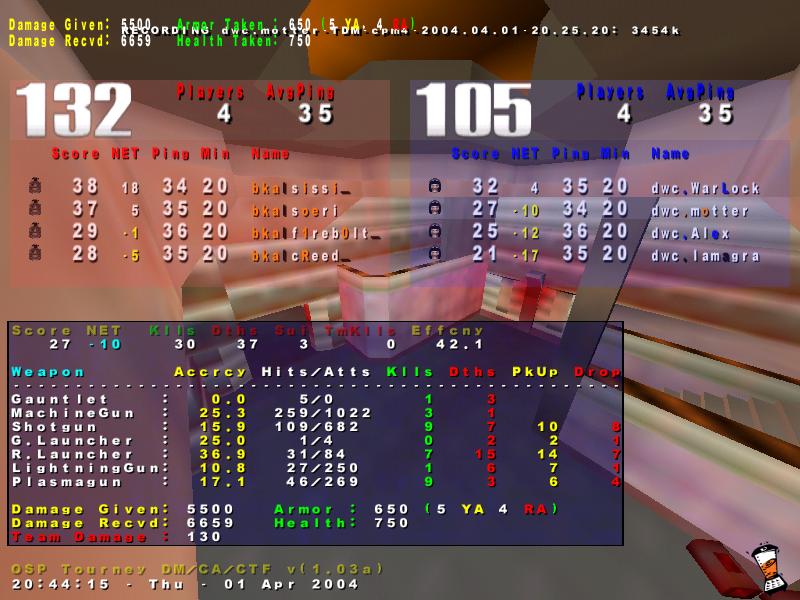 Damage Given: 5500 Armor Taken : 650 (5 YA, 4 RA)
RECORDING dwc.motter-TDM-cpm4-2004.04.01-20.25.20: 3454k
Damage Recvd: 6659 Health Taken: 750
132 Players AvgPing
4 35
105 Players AvgPing
4 35
Score NET Ping Min Name
38 18 34 20 bkalsissi_
37 5 35 20 bkalsoeri
29 -1 36 20 bkalf1reb0lt_
28 -5 35 20 bkalcReed_
Score NET Ping Min Name
32 4 35 20 dwc.WarLock
27 -10 34 20 dwc.motter
25 -12 36 20 dwc.Alex
21 -17 35 20 dwc.lamagra
Score NET Klls Dths Sui TmKlls Effcny
27 -10 30 37 3 0 42.1
Weapon Accrcy Hits/Atts Klls Dths PkUp Drop
Gauntlet : 0.0 5/0 1 3
MachineGun : 25.3 259/1022 3 1
Shotgun : 15.9 109/682 9 7 10 8
G.Launcher : 25.0 1/4 0 2 2 1
R.Launcher : 36.9 31/84 7 15 14 7
LightningGun: 10.8 27/250 1 6 7 1
Plasmagun : 17.1 46/269 9 3 6 4
Damage Given: 5500 Armor : 650 (5 YA 4 RA)
Damage Recvd: 6659 Health: 750
Team Damage : 130
OSP Tourney DM/CA/CTF v(1.03a)
20:44:15 - Thu - 01 Apr 2004